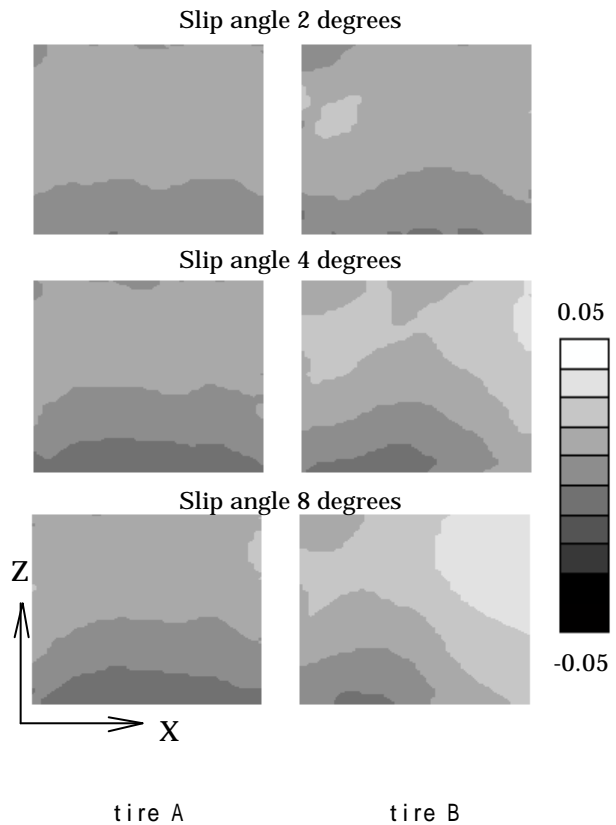 Slip angle 2 degrees
Slip angle 4 degrees
0.05
Slip angle 8 degrees
Z
-0.05
X
tire A
tire B